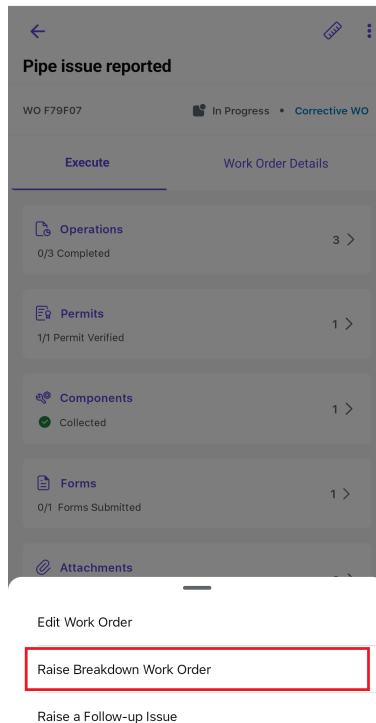 Pipe issue reported
WO F79F07
In Progress • Corrective WO
Execute
Work Order Details
Operations
3
0/3 Completed
Permits
1
1/1 Permit Verified
Components
1
Collected
Forms
1
0/1 Forms Submitted
Attachments
Edit Work Order
Raise Breakdown Work Order
Raise a Follow-up Issue